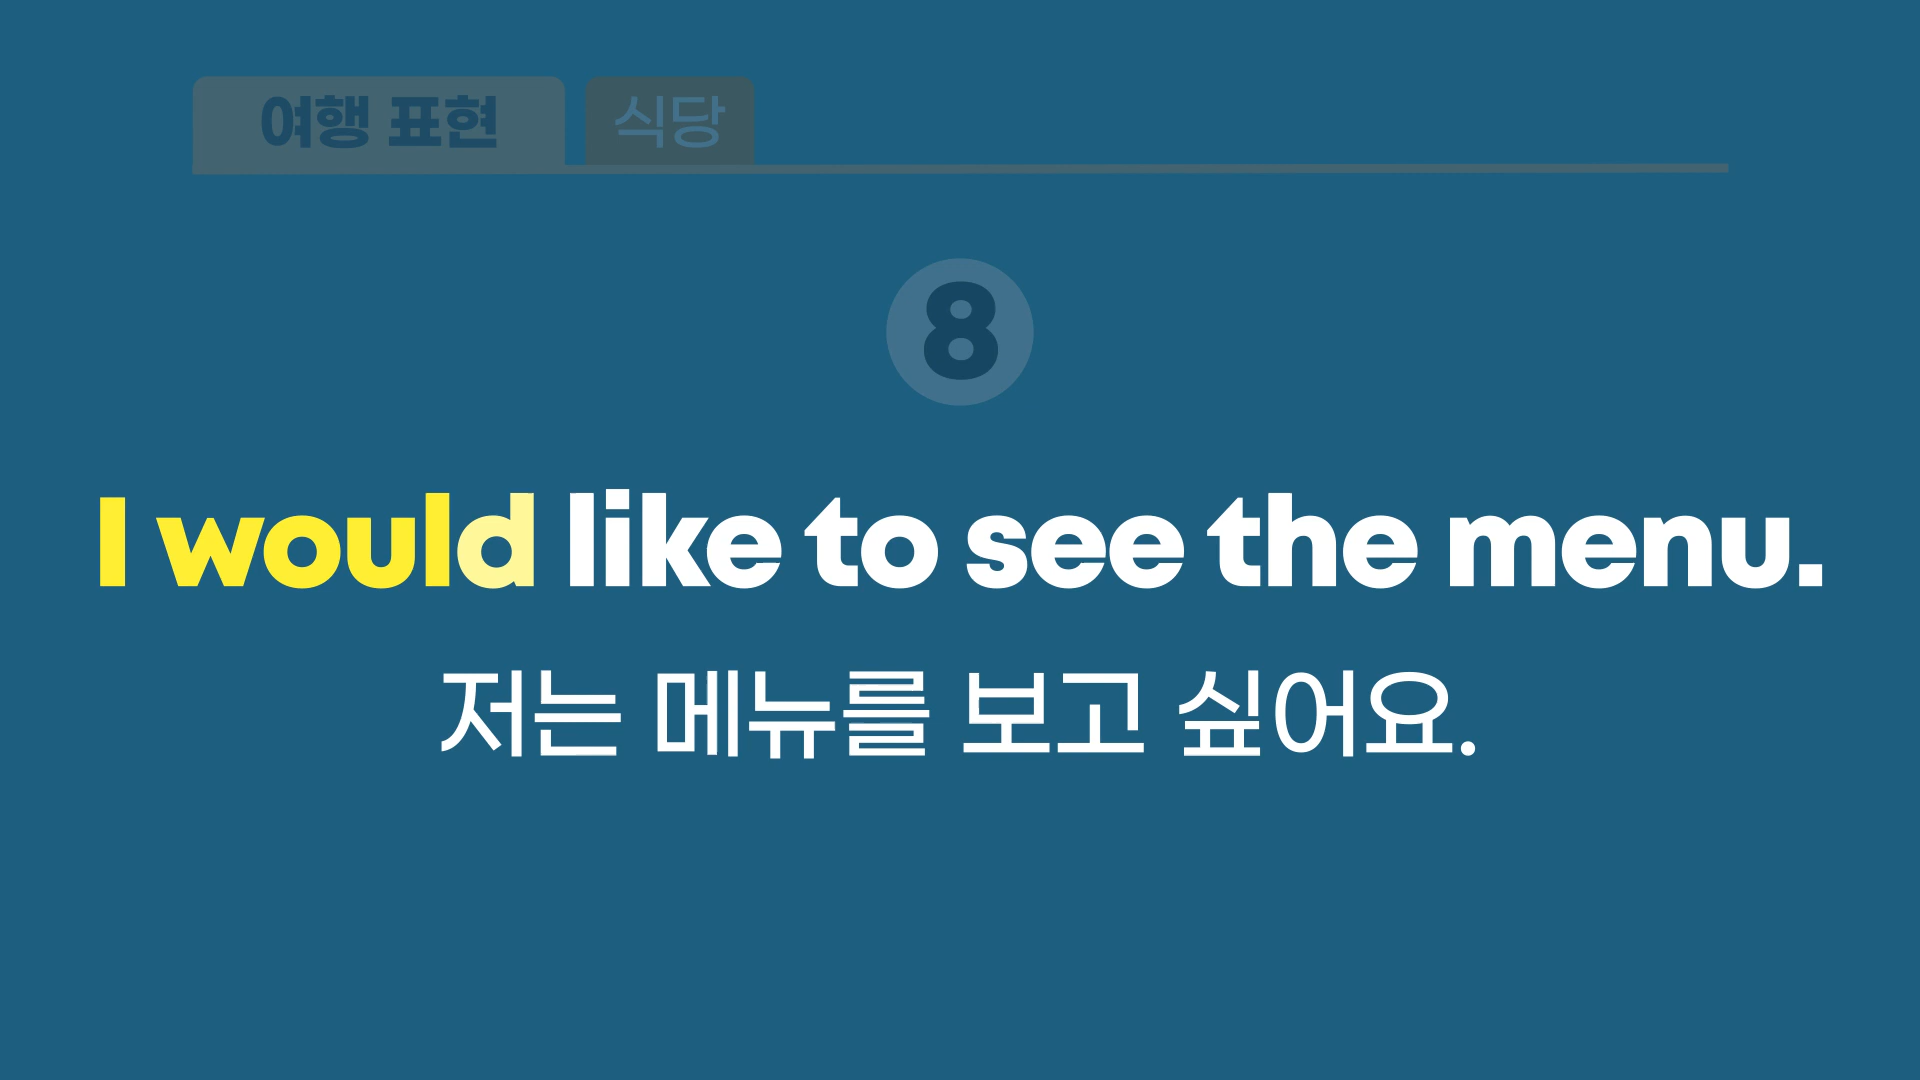 여행 표현 식당
8
I would like to see the menu.
저는 메뉴를 보고 싶어요.